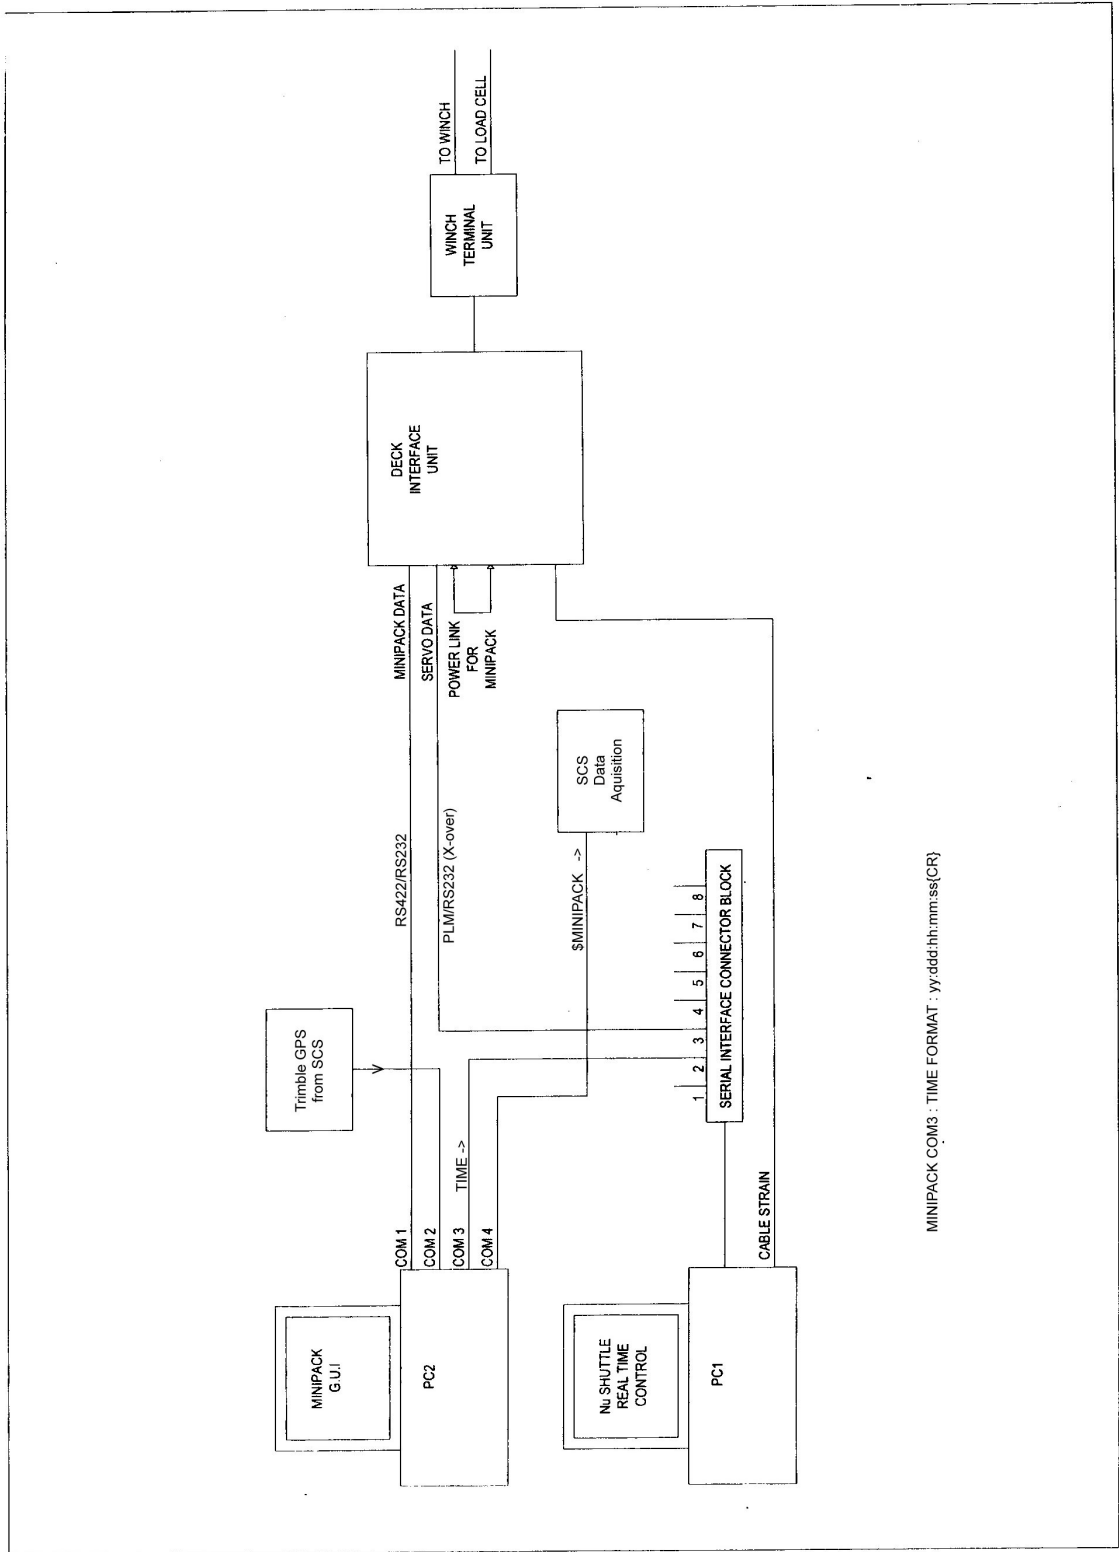 MINIPACK
G.U.I
PC2
COM 1
COM 2
COM 3
COM 4
TIME ->
Trimble GPS
from SCS
RS422/RS232
PLM/RS232 (X-over)
MINIPACK DATA
SERVO DATA
POWER LINK
FOR
MINIPACK
DECK
INTERFACE
UNIT
WINCH
TERMINAL
UNIT
TO WINCH
TO LOAD CELL
$MINIPACK ->
SCS
Data
Aquisition
Nu SHUTTLE
REAL TIME
CONTROL
PC1
CABLE STRAIN
1 2 3 4 5 6 7 8
SERIAL INTERFACE CONNECTOR BLOCK
MINIPACK COM3 : TIME FORMAT : yy:ddd:hh:mm:ss{CR}